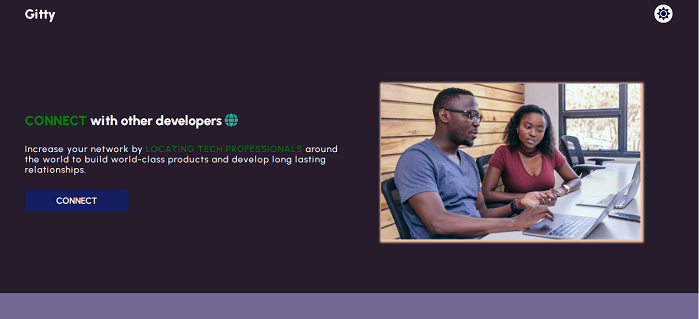 Gitty
CONNECT with other developers
Increase your network by LOCATING TECH PROFESSIONALS around
the world to build world-class products and develop long lasting
relationships.
CONNECT